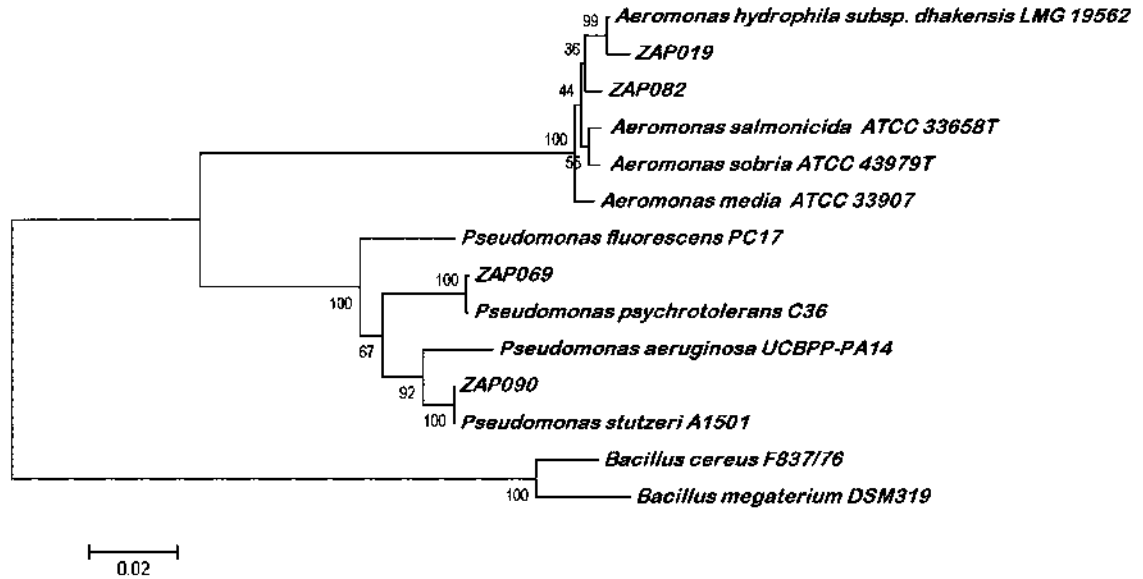 Aeromonas hydrophila subsp. dhakensis LMG 19562
99
ZAP019
36
ZAP082
44
Aeromonas salmonicida ATCC 33658T
100
Aeromonas sobria ATCC 43979T
55
Aeromonas media ATCC 33907
Pseudomonas fluorescens PC17
ZAP069
100
100
Pseudomonas psychrotolerans C36
Pseudomonas aeruginosa UCBPP-PA14
67
ZAP090
92
100
Pseudomonas stutzeri A1501
Bacillus cereus F837/76
100
Bacillus megaterium DSM319
0.02